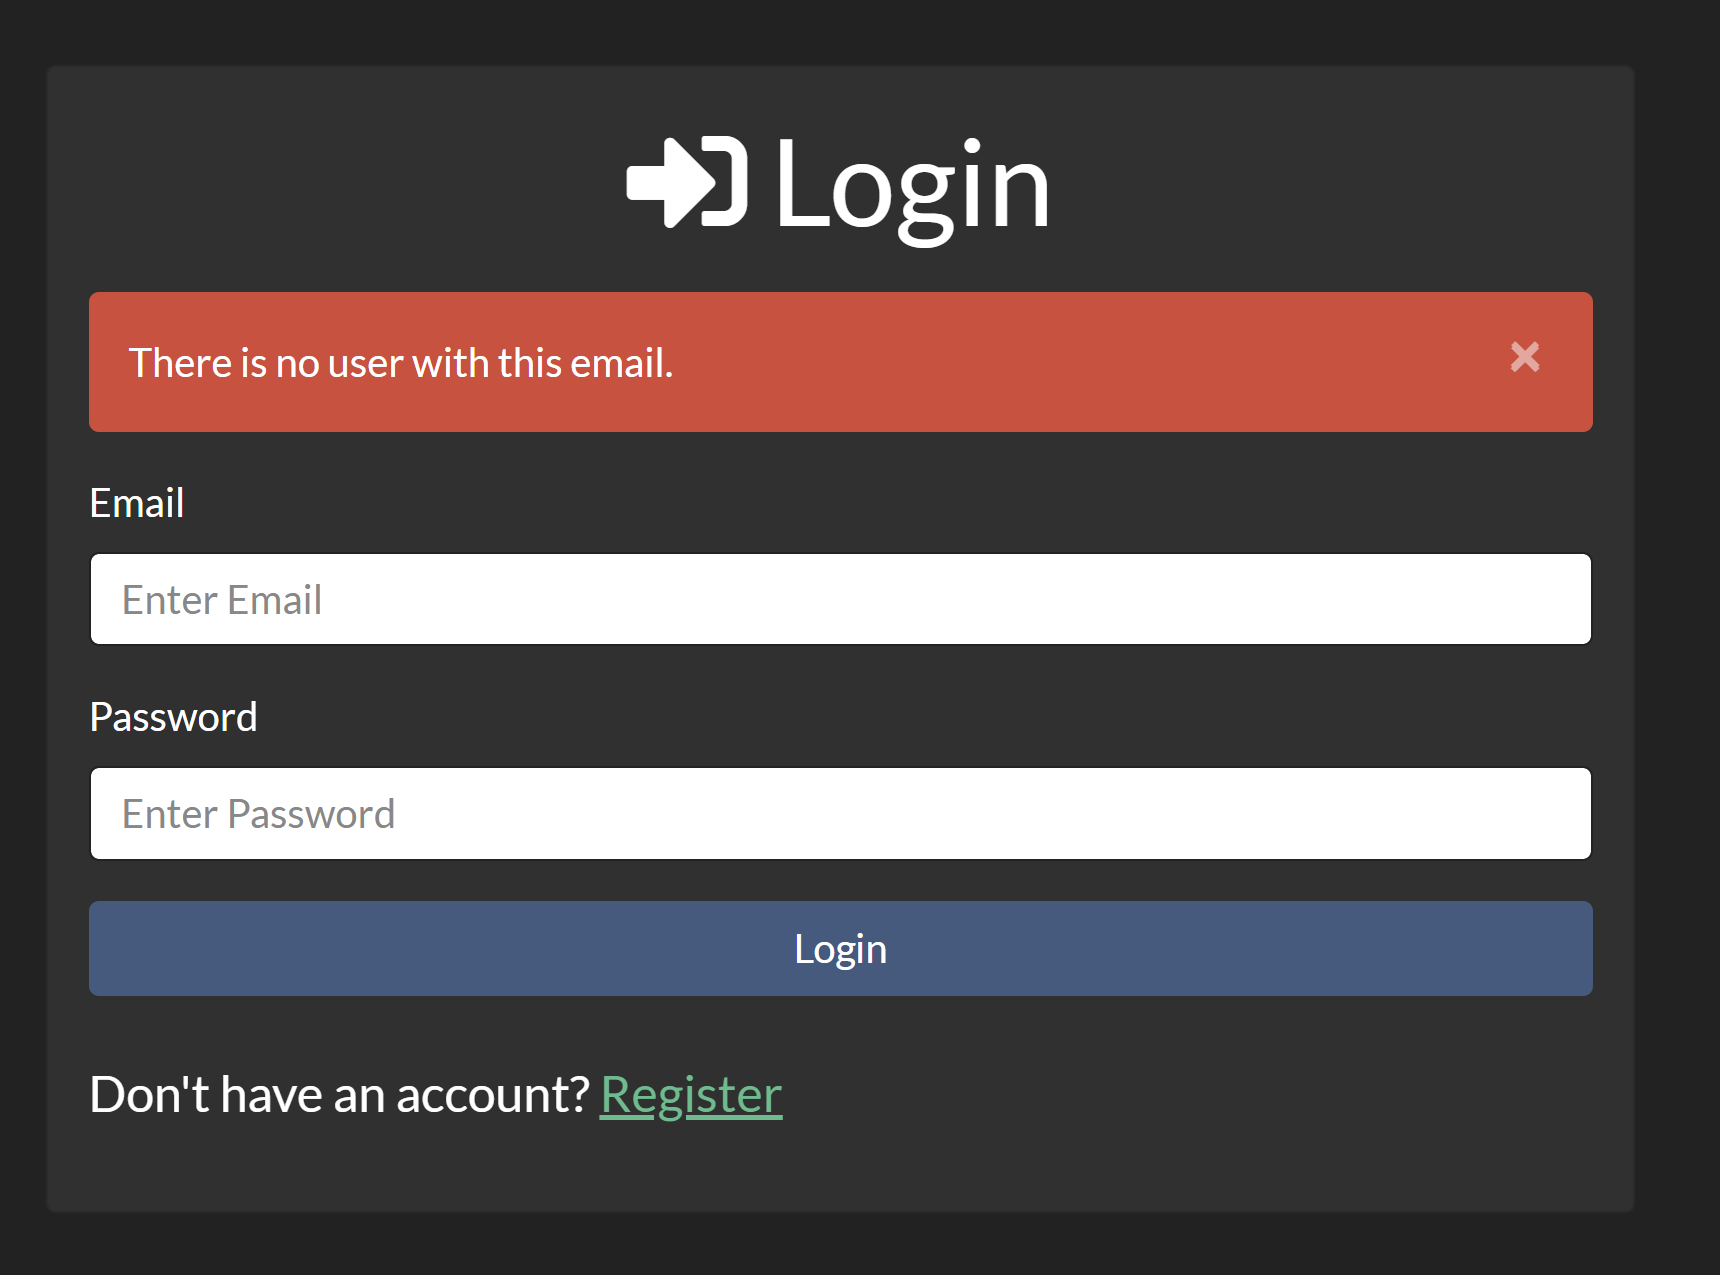 Login
There is no user with this email.
Email
Enter Email
Password
Enter Password
Login
Don't have an account? Register